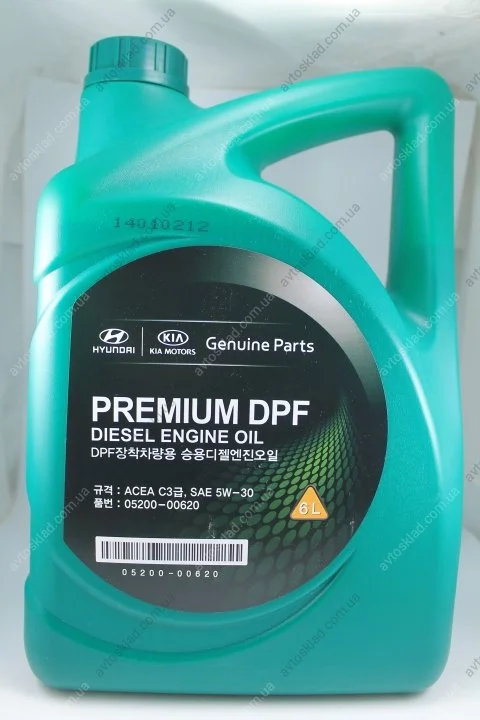 14010212
HYUNDAI
KIA
KIA MOTORS
Genuine Parts
PREMIUM DPF
DIESEL ENGINE OIL
DPF장착차량용 승용디젤엔진오일
규격 : ACEA C3급, SAE 5W-30
품번 : 05200-00620
6 L
05200-00620
avtosklad.com.ua